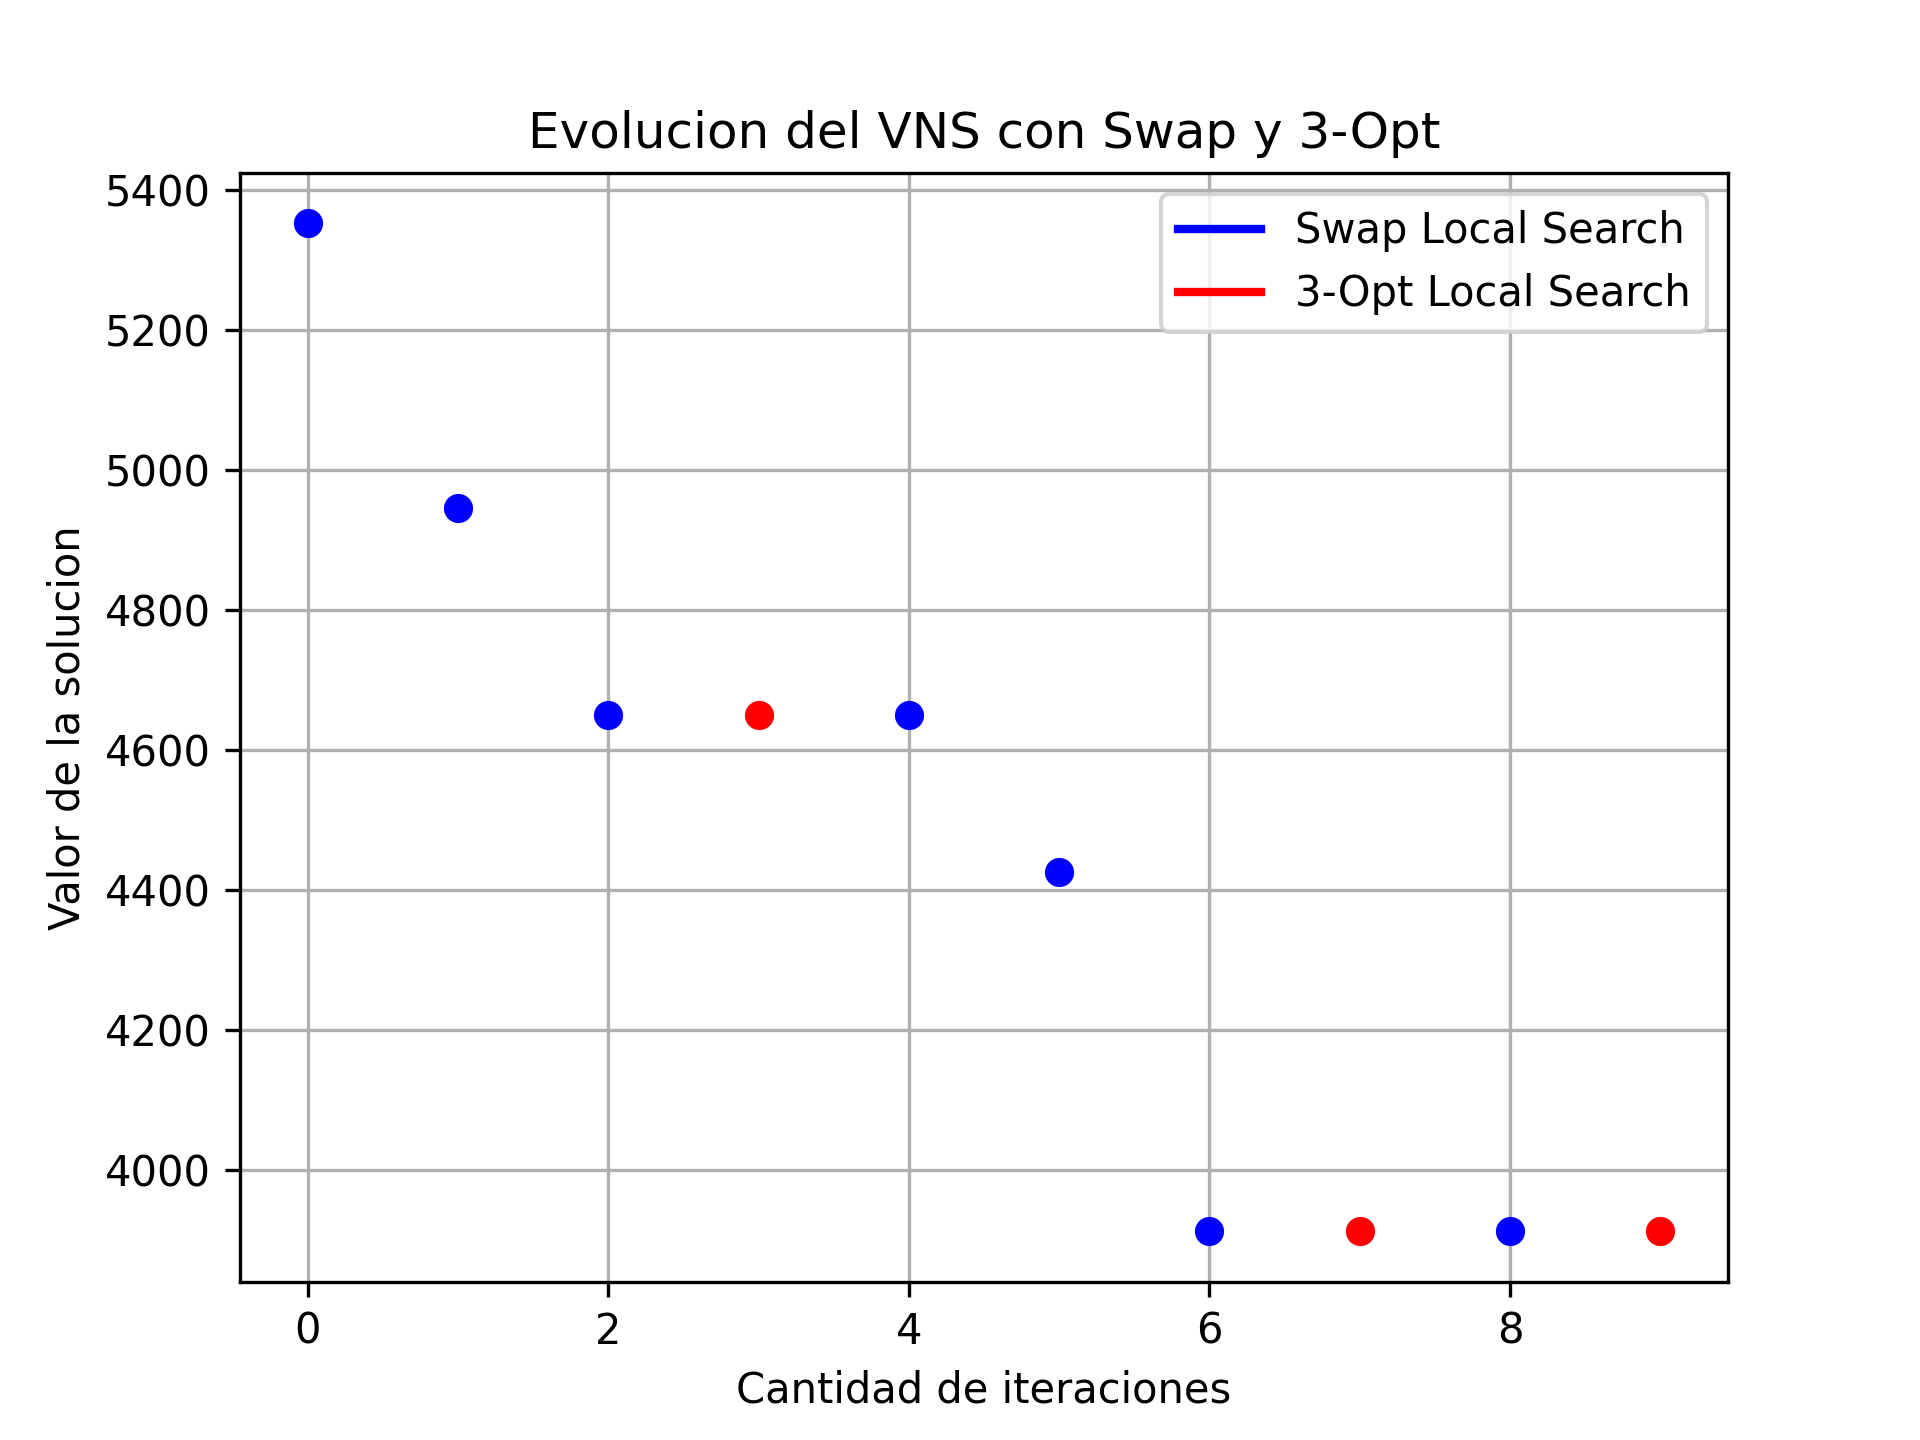 Evolucion del VNS con Swap y 3-Opt
Swap Local Search
3-Opt Local Search
Valor de la solucion
5400
5200
5000
4800
4600
4400
4200
4000
0 2 4 6 8
Cantidad de iteraciones